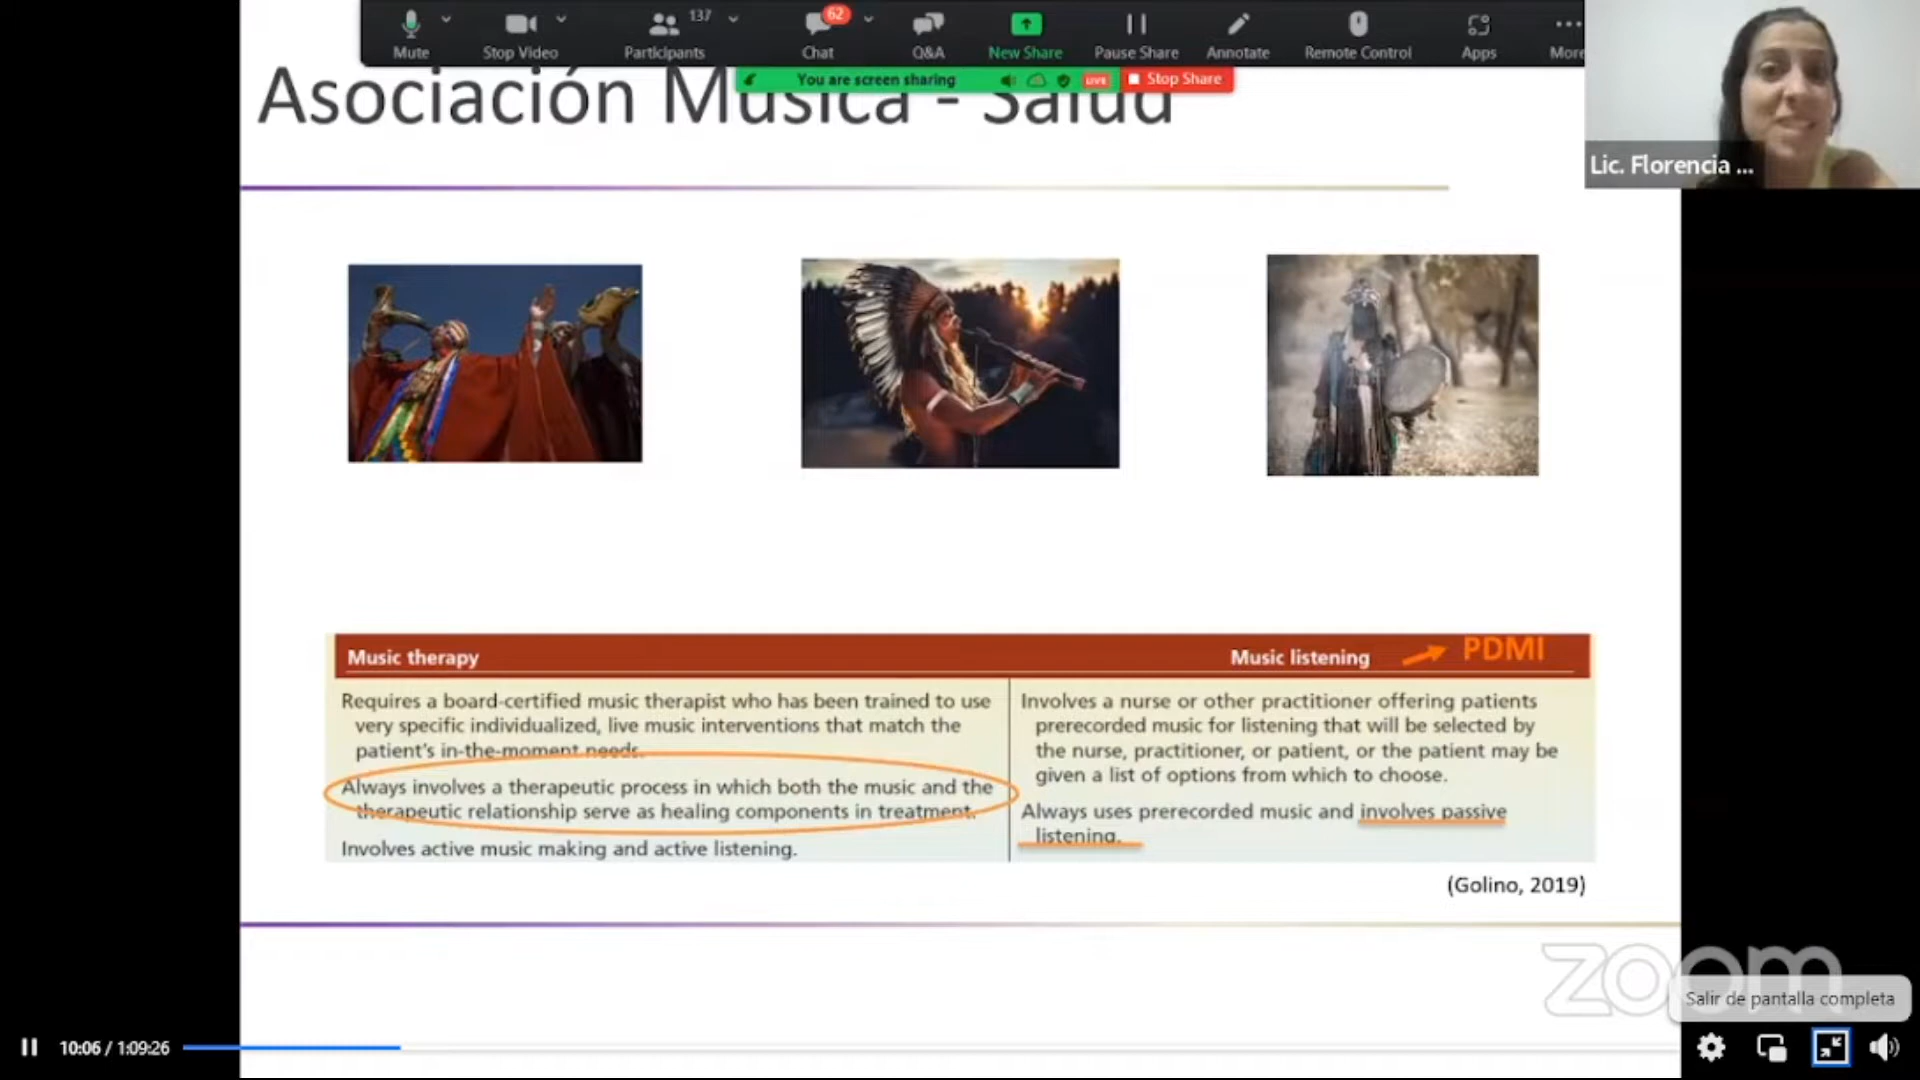 137
62
Mute
Stop Video
Participants
Chat
Q&A
New Share
Pause Share
Annotate
Remote Control
Apps
More
You are screen sharing
LIVE
Stop Share
Lic. Florencia ...
Asociación Musica - Salud
Music therapy
Music listening
PDMI
Requires a board-certified music therapist who has been trained to use
very specific individualized, live music interventions that match the
patient's in-the-moment needs.
Always involves a therapeutic process in which both the music and the
therapeutic relationship serve as healing components in treatment.
Involves active music making and active listening.
Involves a nurse or other practitioner offering patients
prerecorded music for listening that will be selected by
the nurse, practitioner, or patient, or the patient may be
given a list of options from which to choose.
Always uses prerecorded music and involves passive
listening.
(Golino, 2019)
zoom
Salir de pantalla completa
10:06 / 1:09:26